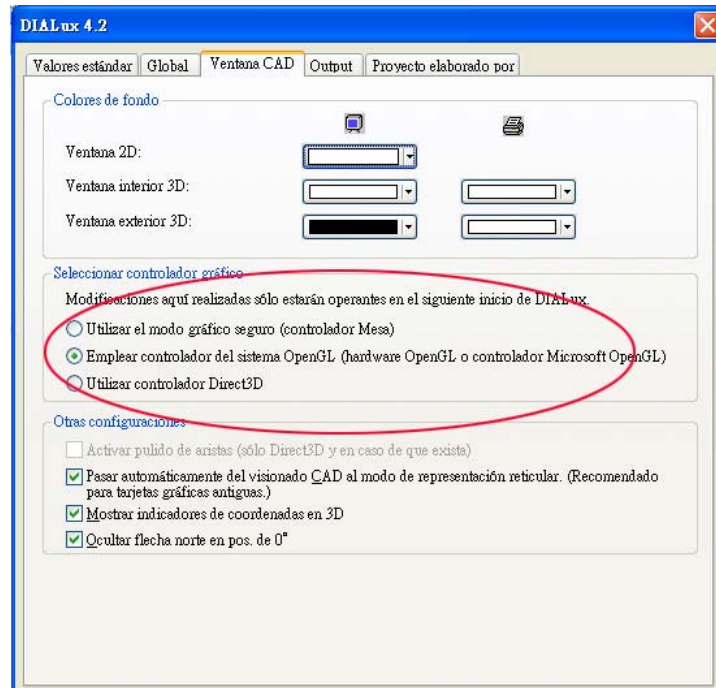 DIALux 4.2
Valores estándar Global Ventana CAD Output Proyecto elaborado por
Colores de fondo
Ventana 2D:
Ventana interior 3D:
Ventana exterior 3D:
Seleccionar controlador gráfico
Modificaciones aquí realizadas sólo estarán operantes en el siguiente inicio de DIALux.
Utilizar el modo gráfico seguro (controlador Mesa)
Emplear controlador del sistema OpenGL (hardware OpenGL o controlador Microsoft OpenGL)
Utilizar controlador Direct3D
Otras configuraciones
Activar pulido de aristas (sólo Direct3D y en caso de que exista)
Pasar automáticamente del visionado CAD al modo de representación reticular. (Recomendado
para tarjetas gráficas antiguas.)
Mostrar indicadores de coordenadas en 3D
Ocultar flecha norte en pos. de 0°